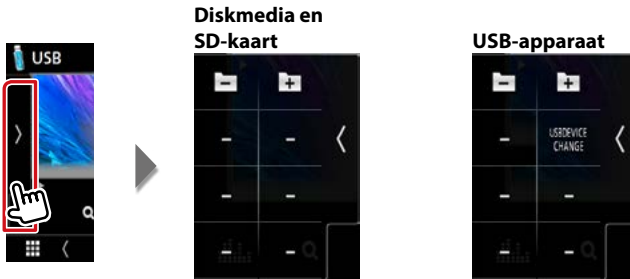 Diskmedia en
SD-kaart
USB-apparaat
USB
USBDEVICE
CHANGE